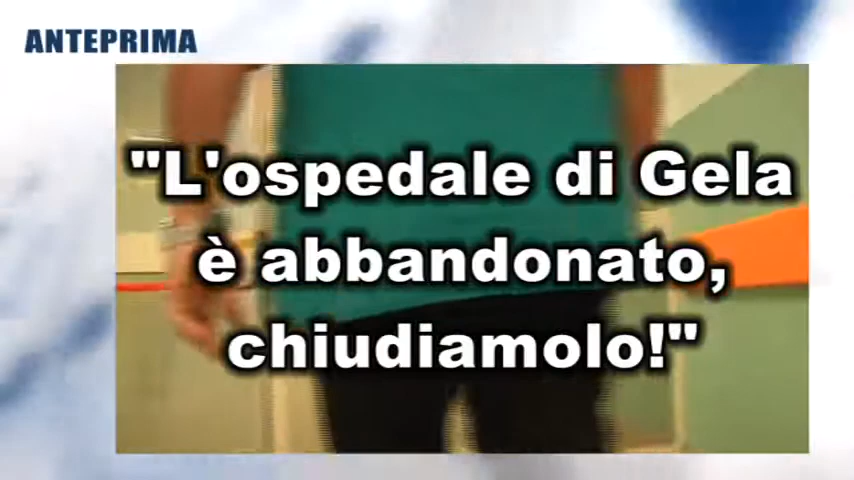 ANTEPRIMA
"L'ospedale di Gela
è abbandonato,
chiudiamolo!"